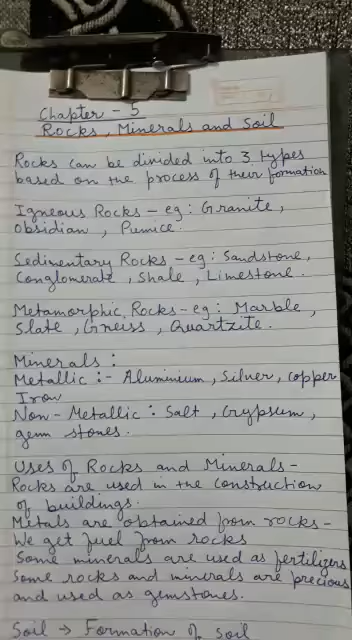 Chapter - 5
Rocks, Minerals and Soil
Rocks can be divided into 3 types
based on the process of their formation
Igneous Rocks - eg: Granite,
Obsidian, Pumice.
Sedimentary Rocks - eg: Sandstone,
Conglomerate, Shale, Limestone.
Metamorphic Rocks - eg: Marble,
Slate, Gneiss, Quartzite.
Minerals:
Metallic :- Aluminium, Silver, Copper
Iron
Non-Metallic: Salt, Gypsum,
gem stones.
Uses of Rocks and Minerals-
Rocks are used in the construction
of buildings.
Metals are obtained from rocks-
We get fuel from rocks
Some minerals are used as fertilizers
Some rocks and minerals are precious
and used as gemstones.
Soil → Formation of soil